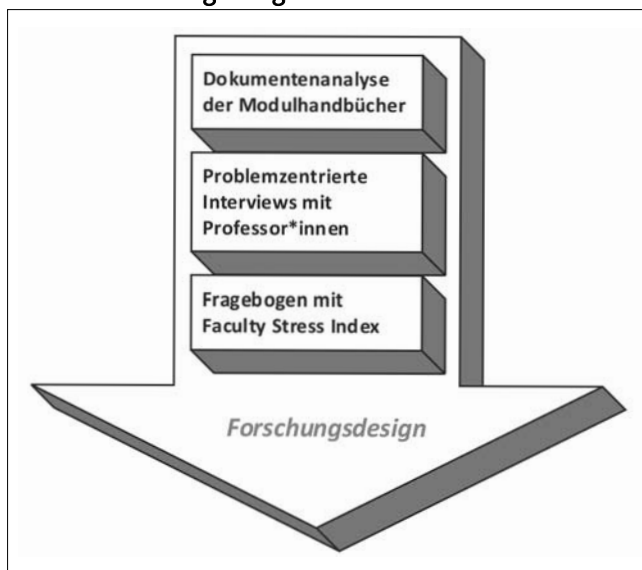 Dokumentenanalyse
der Modulhandbücher
Problemzentrierte
Interviews mit
Professor*innen
Fragebogen mit
Faculty Stress Index
Forschungsdesign